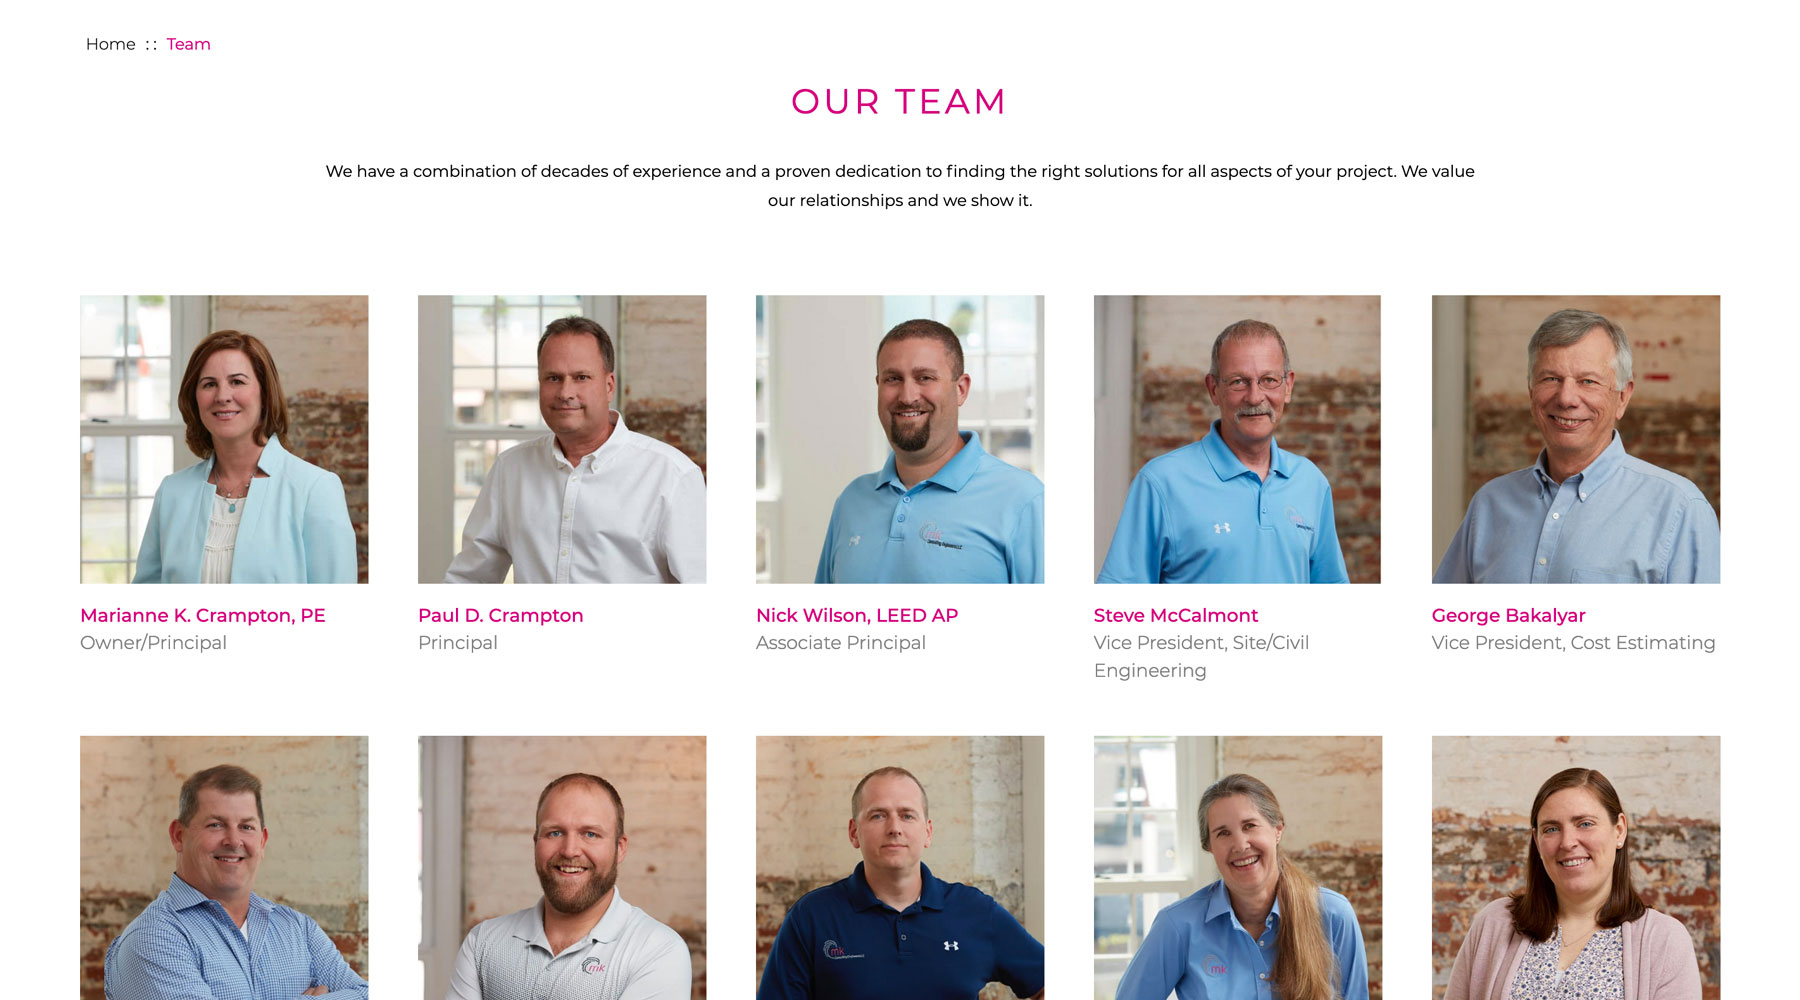 Home :: Team
OUR TEAM
We have a combination of decades of experience and a proven dedication to finding the right solutions for all aspects of your project. We value
our relationships and we show it.
Marianne K. Crampton, PE
Owner/Principal
Paul D. Crampton
Principal
Nick Wilson, LEED AP
Associate Principal
Steve McCalmont
Vice President, Site/Civil
Engineering
George Bakalyar
Vice President, Cost Estimating
mk
mk
mk